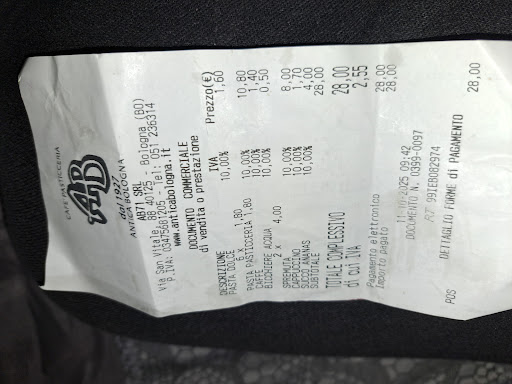 CAFE PASTICCERIA
AB
dal 1927
ANTICA BOLOGNA
AB71 SRL
Via San Vitale, 88 40125 - Bologna (BO)
P.IVA: 03475681205 - Tel: 051 236314
www.anticabologna.it
DOCUMENTO COMMERCIALE
di vendita o prestazione
DESCRIZIONE IVA Prezzo(€)
PASTA DOLCE 10,00% 1,60
6 x 1,80
PASTA PASTICCERIA 1,80 10,00% 10,80
CAFFE' 10,00% 1,40
BICCHIERE ACQUA 10,00% 0,50
2 x 4,00
SPREMUTA 10,00% 8,00
CAPPUCCINO 10,00% 1,70
SUCCO ANANAS 10,00% 4,00
SUBTOTALE 28,00
TOTALE COMPLESSIVO 28,00
di cui IVA 2,55
Pagamento elettronico 28,00
Importo pagato 28,00
11-10-2025 09:42
DOCUMENTO N. 0399-0097
RT 99IEB082974
DETTAGLIO FORME di PAGAMENTO
POS 28,00